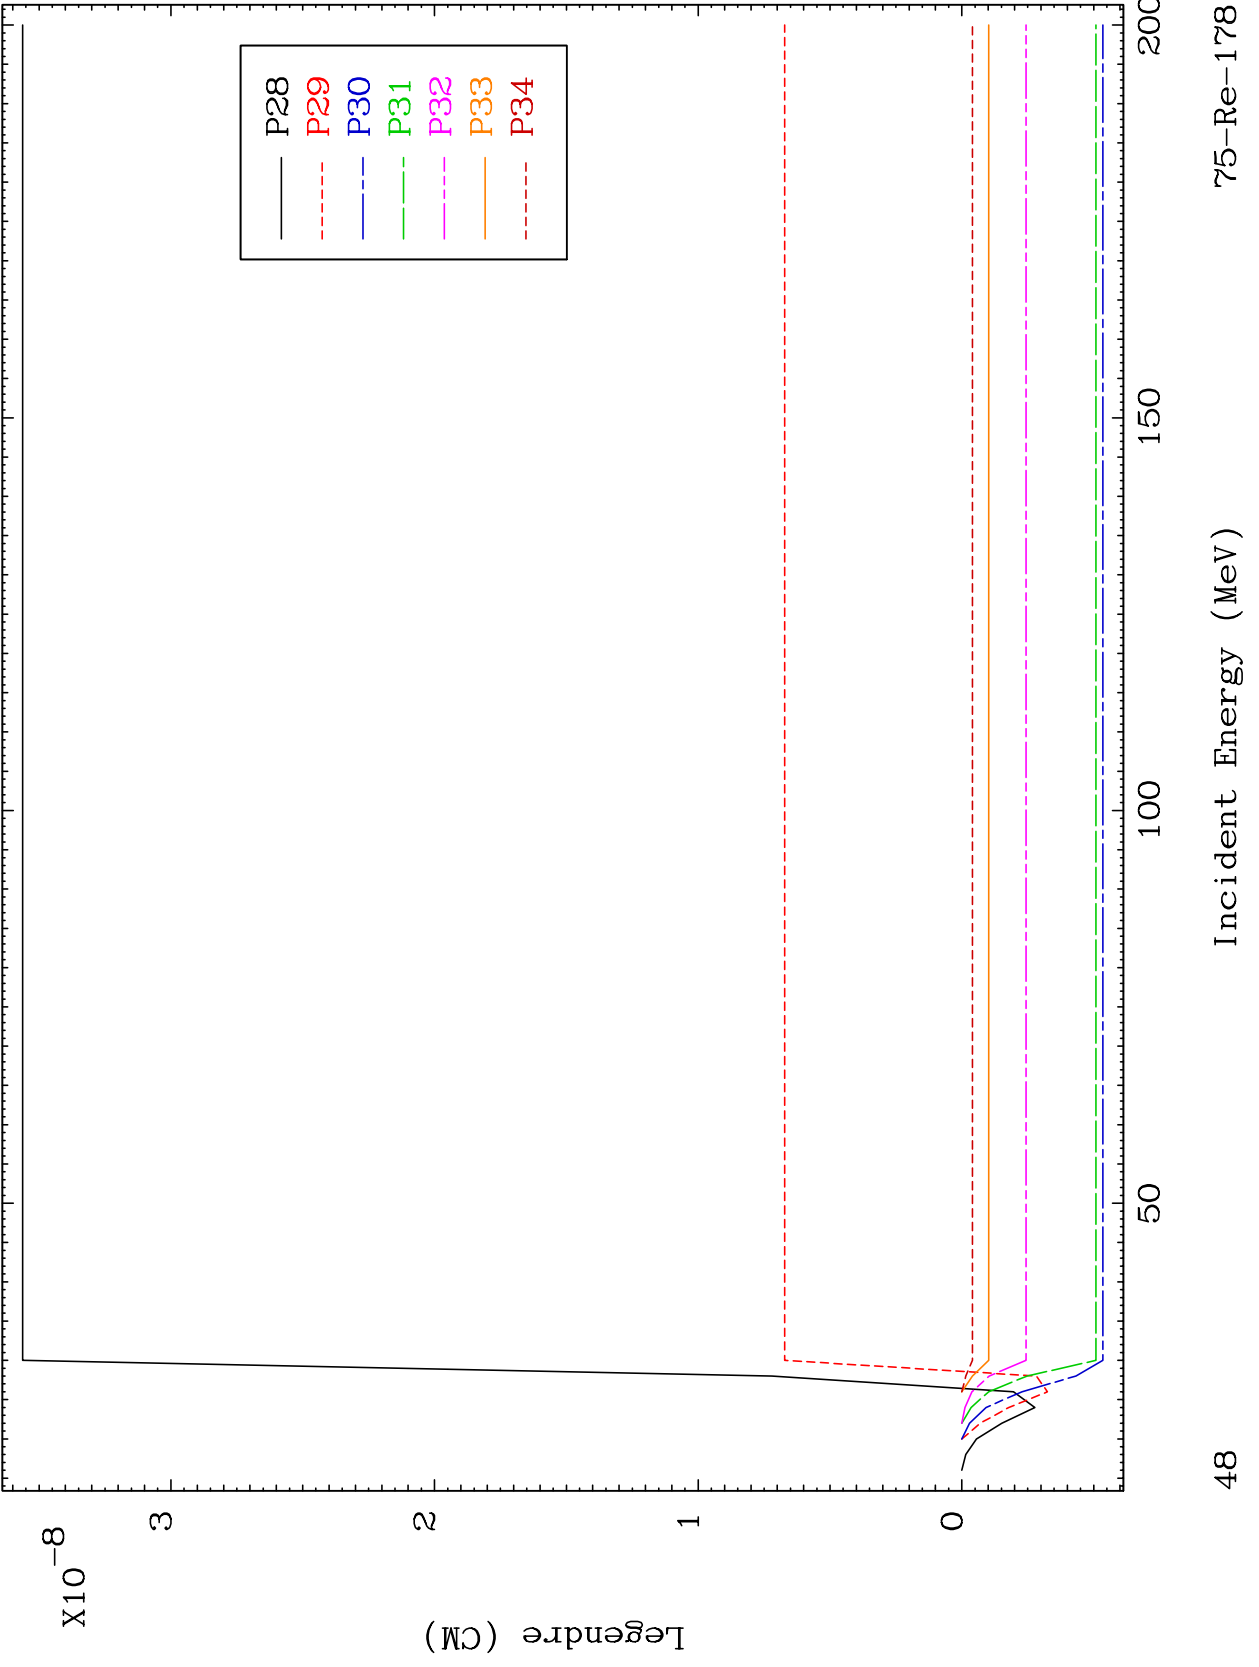 X10⁻⁸
Legendre (CM)
3
2
1
0
P28
P29
P30
P31
P32
P33
P34
50
100
150
200
Incident Energy (MeV)
48
75-Re-178